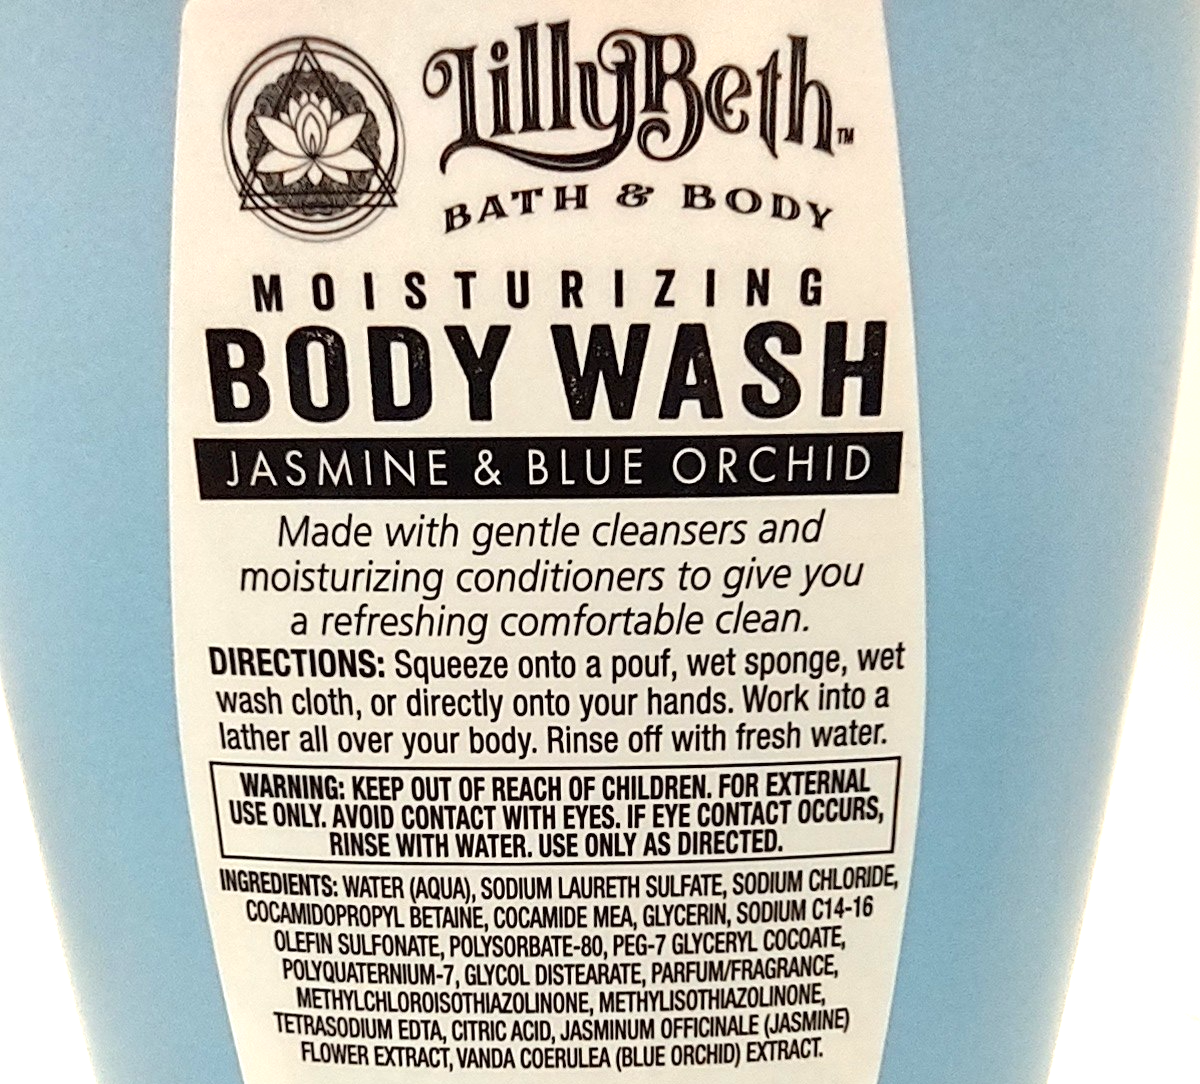 LillyBeth™
BATH & BODY
MOISTURIZING
BODY WASH
JASMINE & BLUE ORCHID
Made with gentle cleansers and
moisturizing conditioners to give you
a refreshing comfortable clean.
DIRECTIONS: Squeeze onto a pouf, wet sponge, wet
wash cloth, or directly onto your hands. Work into a
lather all over your body. Rinse off with fresh water.
WARNING: KEEP OUT OF REACH OF CHILDREN. FOR EXTERNAL
USE ONLY. AVOID CONTACT WITH EYES. IF EYE CONTACT OCCURS,
RINSE WITH WATER. USE ONLY AS DIRECTED.
INGREDIENTS: WATER (AQUA), SODIUM LAURETH SULFATE, SODIUM CHLORIDE,
COCAMIDOPROPYL BETAINE, COCAMIDE MEA, GLYCERIN, SODIUM C14-16
OLEFIN SULFONATE, POLYSORBATE-80, PEG-7 GLYCERYL COCOATE,
POLYQUATERNIUM-7, GLYCOL DISTEARATE, PARFUM/FRAGRANCE,
METHYLCHLOROISOTHIAZOLINONE, METHYLISOTHIAZOLINONE,
TETRASODIUM EDTA, CITRIC ACID, JASMINUM OFFICINALE (JASMINE)
FLOWER EXTRACT, VANDA COERULEA (BLUE ORCHID) EXTRACT.